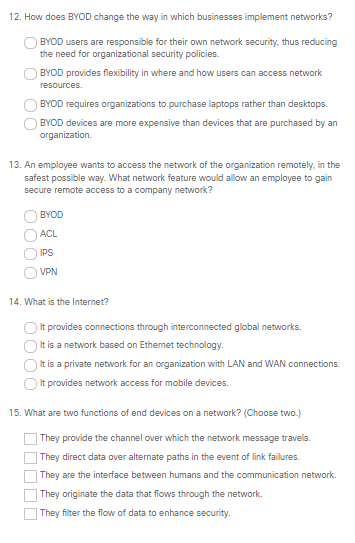 12. How does BYOD change the way in which businesses implement networks?
BYOD users are responsible for their own network security, thus reducing
the need for organizational security policies.
BYOD provides flexibility in where and how users can access network
resources.
BYOD requires organizations to purchase laptops rather than desktops.
BYOD devices are more expensive than devices that are purchased by an
organization.
13. An employee wants to access the network of the organization remotely, in the
safest possible way. What network feature would allow an employee to gain
secure remote access to a company network?
BYOD
ACL
IPS
VPN
14. What is the Internet?
It provides connections through interconnected global networks.
It is a network based on Ethernet technology.
It is a private network for an organization with LAN and WAN connections.
It provides network access for mobile devices.
15. What are two functions of end devices on a network? (Choose two.)
They provide the channel over which the network message travels.
They direct data over alternate paths in the event of link failures.
They are the interface between humans and the communication network.
They originate the data that flows through the network.
They filter the flow of data to enhance security.